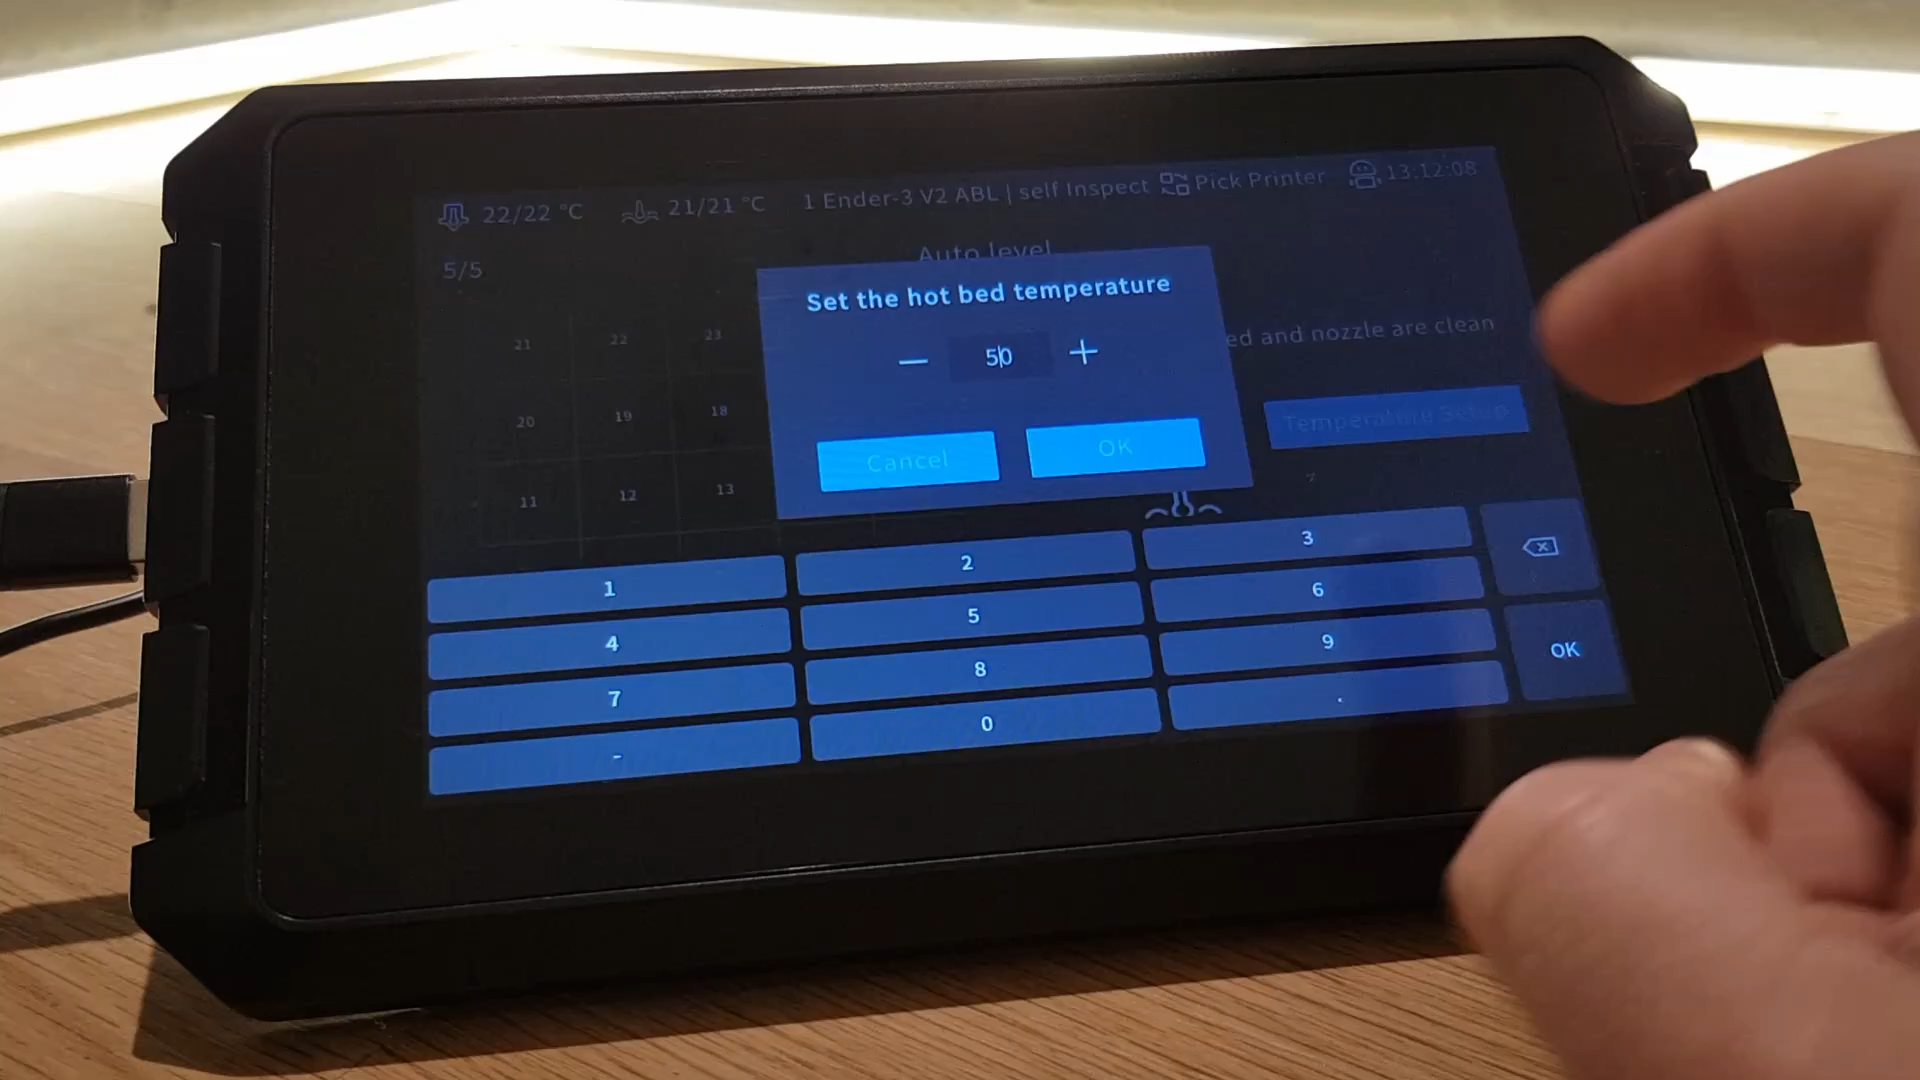 22/22 °C 21/21 °C 1 Ender-3 V2 ABL | self Inspect Pick Printer 13:12:08
5/5
Auto level
Set the hot bed temperature
ed and nozzle are clean
50
Temperature Setup
Cancel OK
21 22 23
20 19 18
11 12 13
1 2 3
4 5 6
7 8 9
- 0 .
OK